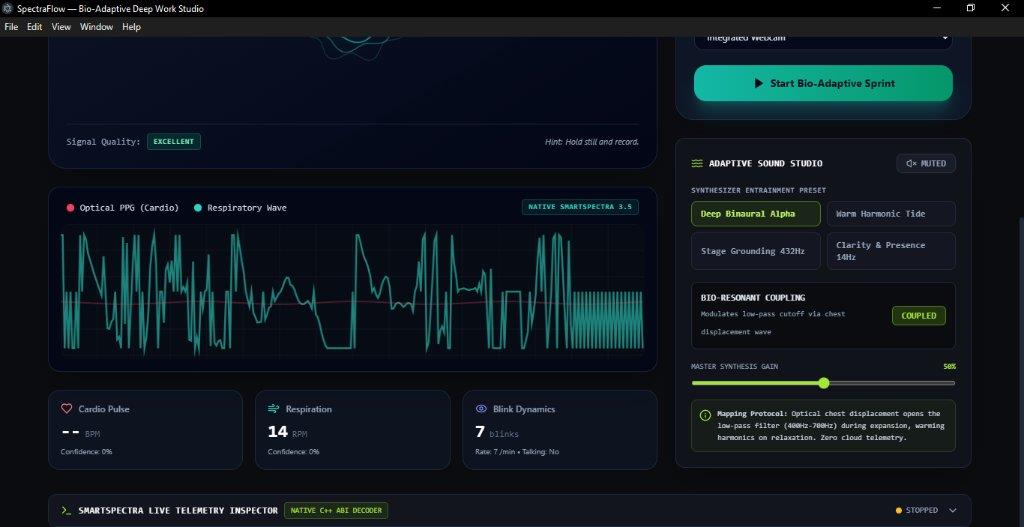 SpectraFlow — Bio-Adaptive Deep Work Studio
File Edit View Window Help
Integrated Webcam
Start Bio-Adaptive Sprint
Signal Quality: EXCELLENT
Hint: Hold still and record.
Optical PPG (Cardio) Respiratory Wave
NATIVE SMARTSPECTRA 3.5
Cardio Pulse
-- BPM
Confidence: 0%
Respiration
14 RPM
Confidence: 0%
Blink Dynamics
7 blinks
Rate: 7 /min • Talking: No
ADAPTIVE SOUND STUDIO
MUTED
SYNTHESIZER ENTRAINMENT PRESET
Deep Binaural Alpha
Warm Harmonic Tide
Stage Grounding 432Hz
Clarity & Presence
14Hz
BIO-RESONANT COUPLING
Modulates low-pass cutoff via chest
displacement wave
COUPLED
MASTER SYNTHESIS GAIN 50%
Mapping Protocol: Optical chest displacement opens the
low-pass filter (400Hz-700Hz) during expansion, warming
harmonics on relaxation. Zero cloud telemetry.
SMARTSPECTRA LIVE TELEMETRY INSPECTOR NATIVE C++ ABI DECODER
STOPPED